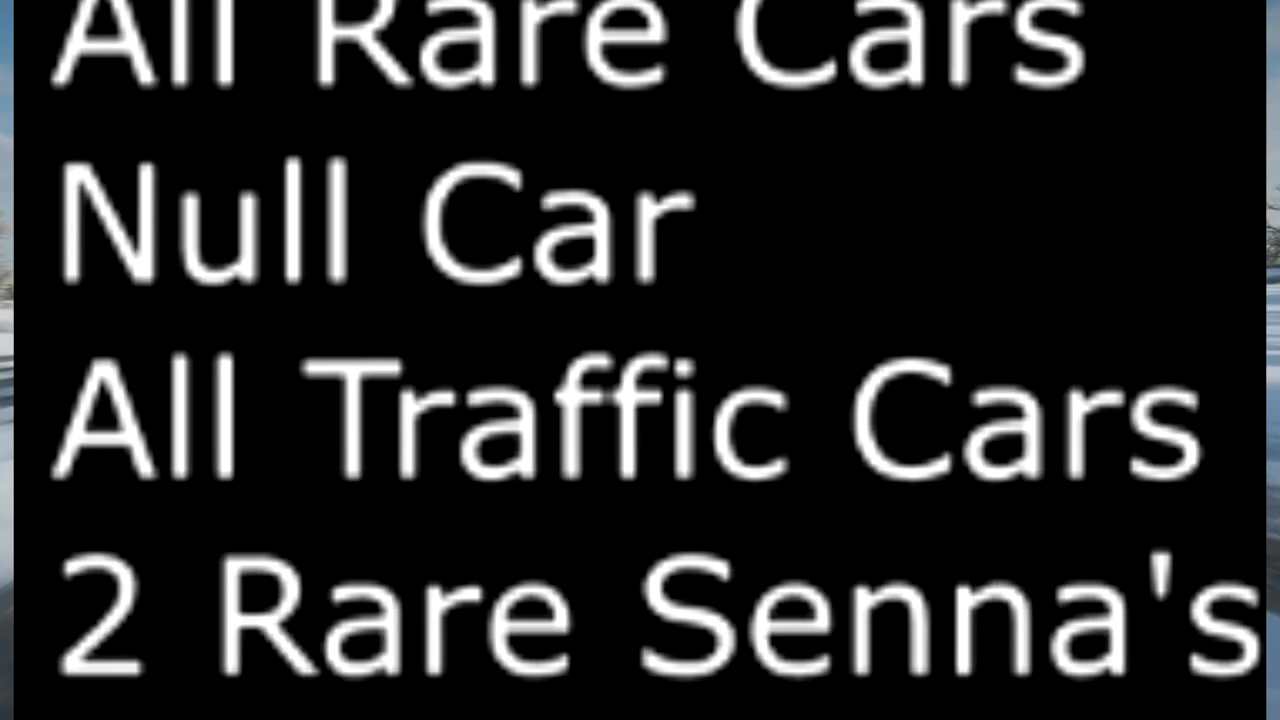 All Rare Cars
Null Car
All Traffic Cars
2 Rare Senna's